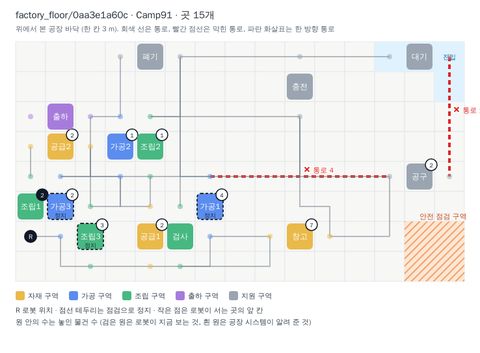 factory_floor/0aa3e1a60c · Camp91 · 곳 15개
위에서 본 공장 바닥 (한 칸 3 m). 회색 선은 통로, 빨간 점선은 막힌 통로, 파란 화살표는 한 방향 통로
폐기
대기
진입
충전
✕ 통로
출하
2
공급2
1
가공2
1
조립2
✕ 통로 4
2
공구
2
조립1
2
가공3
정지
4
가공1
정지
안전 점검 구역
R
3
조립3
정지
2
공급1
검사
7
창고
자재 구역
가공 구역
조립 구역
출하 구역
지원 구역
R 로봇 위치 · 점선 테두리는 점검으로 정지 · 작은 점은 로봇이 서는 곳의 앞 칸
원 안의 수는 놓인 물건 수 (검은 원은 로봇이 지금 보는 것, 흰 원은 공장 시스템이 알려 준 것)